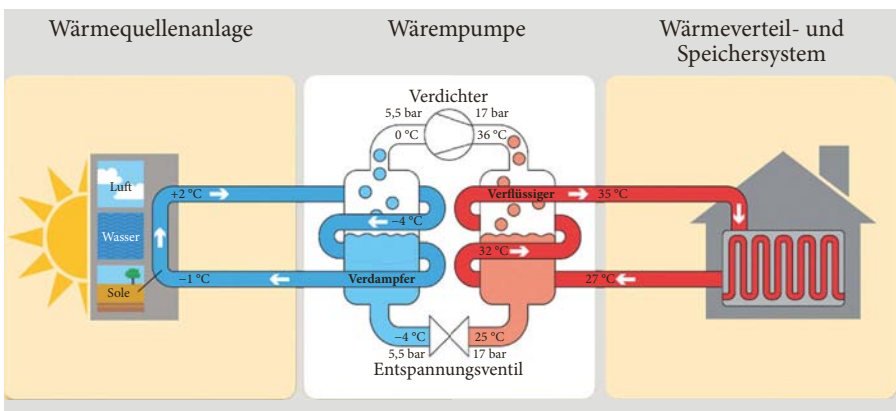 Wärmequellenanlage
Wärempumpe
Wärmeverteil- und
Speichersystem
Verdichter
5,5 bar
17 bar
0 °C
36 °C
Luft
+2 °C
Verflüssiger
35 °C
−4 °C
Wasser
32 °C
−1 °C
Verdampfer
27 °C
Sole
−4 °C
25 °C
5,5 bar
17 bar
Entspannungsventil